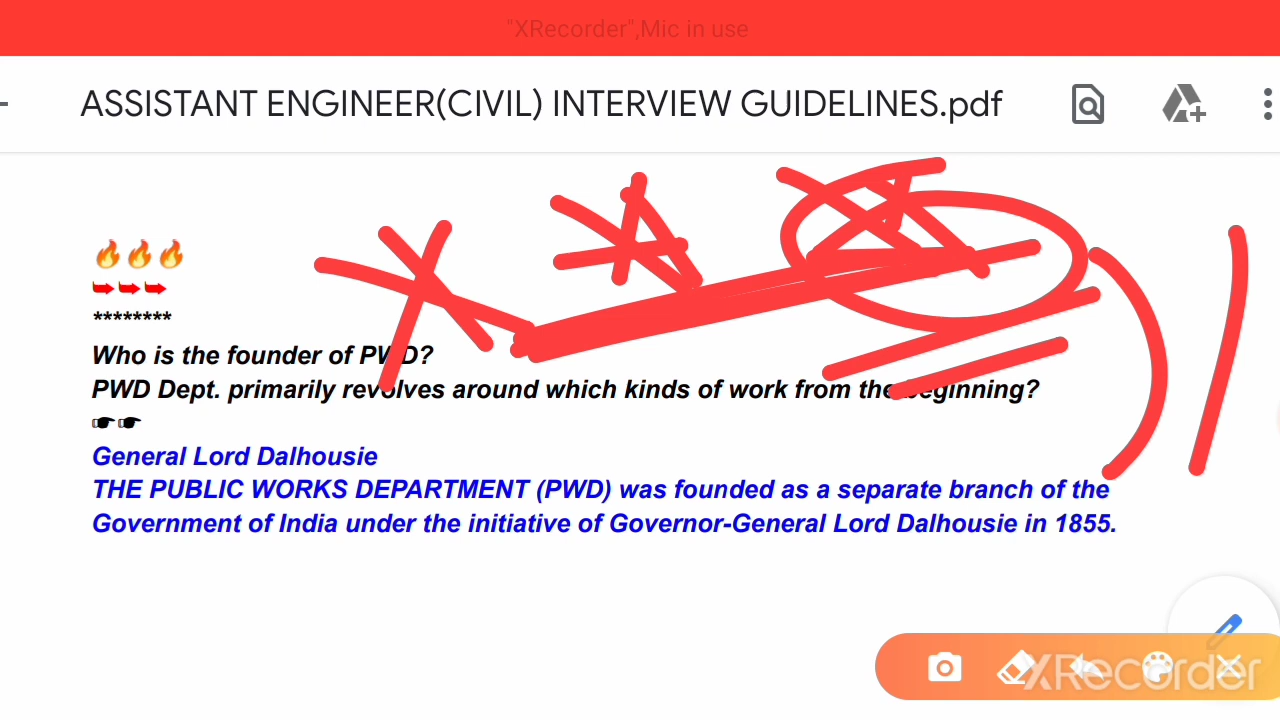 "XRecorder",Mic in use
ASSISTANT ENGINEER(CIVIL) INTERVIEW GUIDELINES.pdf
********
Who is the founder of PWD?
PWD Dept. primarily revolves around which kinds of work from the beginning?
General Lord Dalhousie
THE PUBLIC WORKS DEPARTMENT (PWD) was founded as a separate branch of the
Government of India under the initiative of Governor-General Lord Dalhousie in 1855.
XRecorder